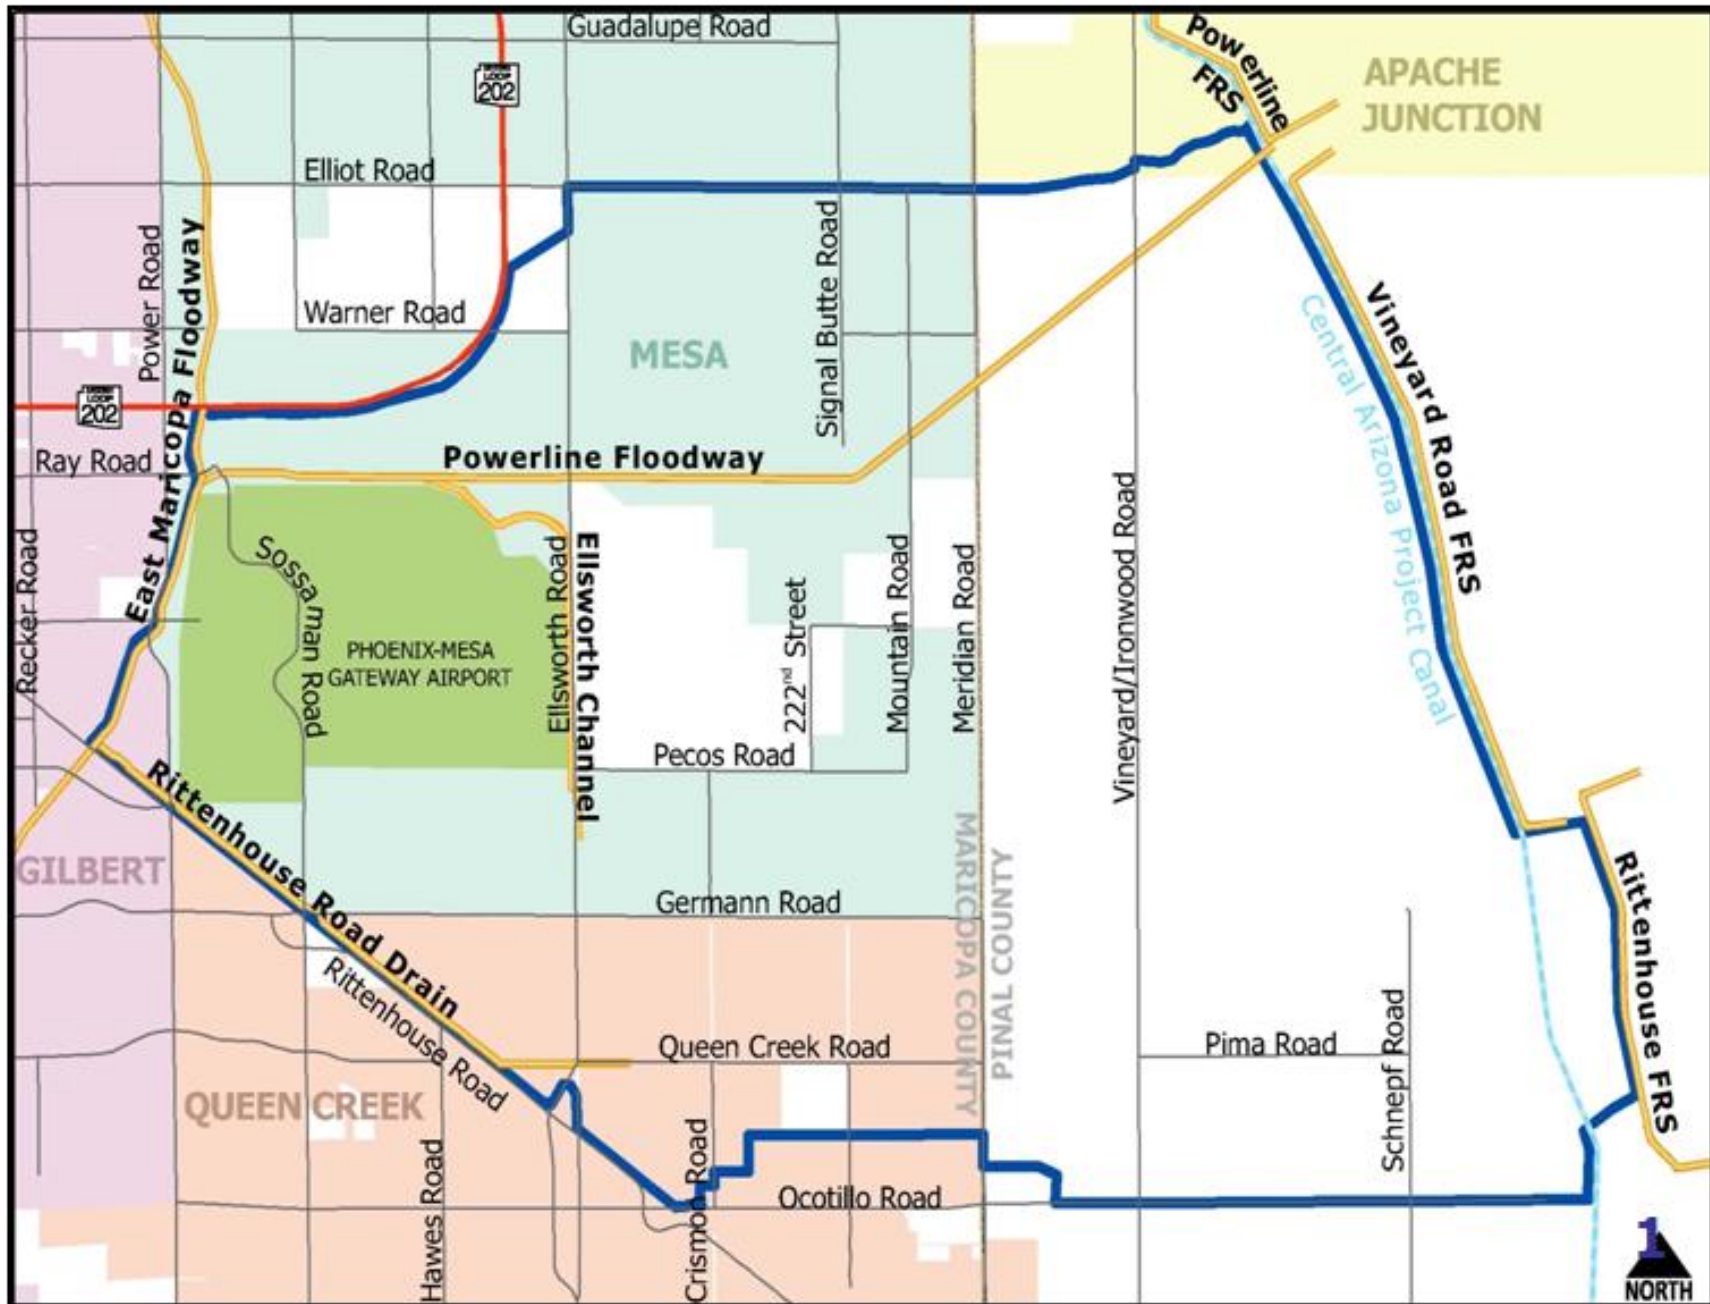 Guadalupe Road
Powerline
FRS
APACHE
JUNCTION
LOOP
202
Elliot Road
Power Road
East Maricopa Floodway
Warner Road
MESA
Signal Butte Road
Vineyard Road FRS
Central Arizona Project Canal
LOOP
202
Ray Road
Powerline Floodway
Recker Road
Sossaman Road
PHOENIX-MESA
GATEWAY AIRPORT
Ellsworth Road
Ellsworth Channel
222nd Street
Mountain Road
Meridian Road
Vineyard/Ironwood Road
Pecos Road
Rittenhouse Road Drain
GILBERT
MARICOPA COUNTY
PINAL COUNTY
Rittenhouse FRS
Germann Road
Rittenhouse Road
Queen Creek Road
Pima Road
Schnepf Road
QUEEN CREEK
Hawes Road
Crismon Road
Ocotillo Road
1
NORTH